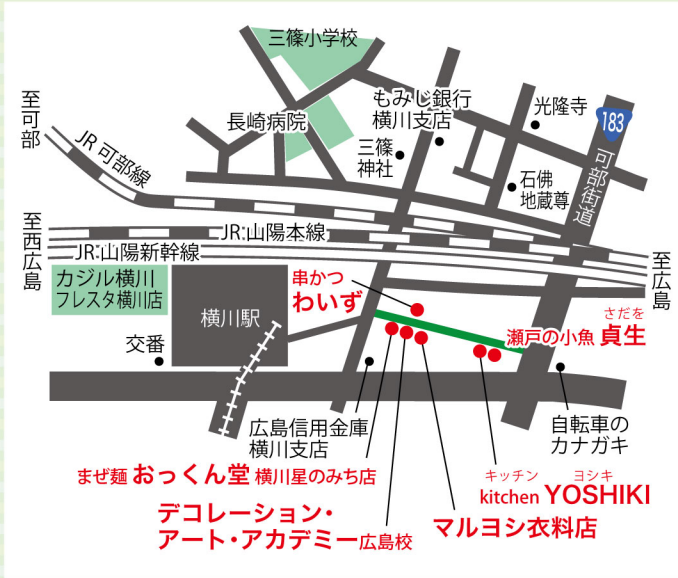 三篠小学校
至可部
JR可部線
長崎病院
もみじ銀行
横川支店
三篠
神社
光隆寺
183
可部街道
石佛
地蔵尊
至西広島
JR山陽本線
JR山陽新幹線
至広島
カジル横川
フレスタ横川店
横川駅
交番
串かつ
わいず
さだを
瀬戸の小魚 貞生
広島信用金庫
横川支店
自転車の
カナガキ
まぜ麺 おっくん堂 横川星のみち店
キッチン ヨシキ
kitchen YOSHIKI
デコレーション・
アート・アカデミー広島校
マルヨシ衣料店